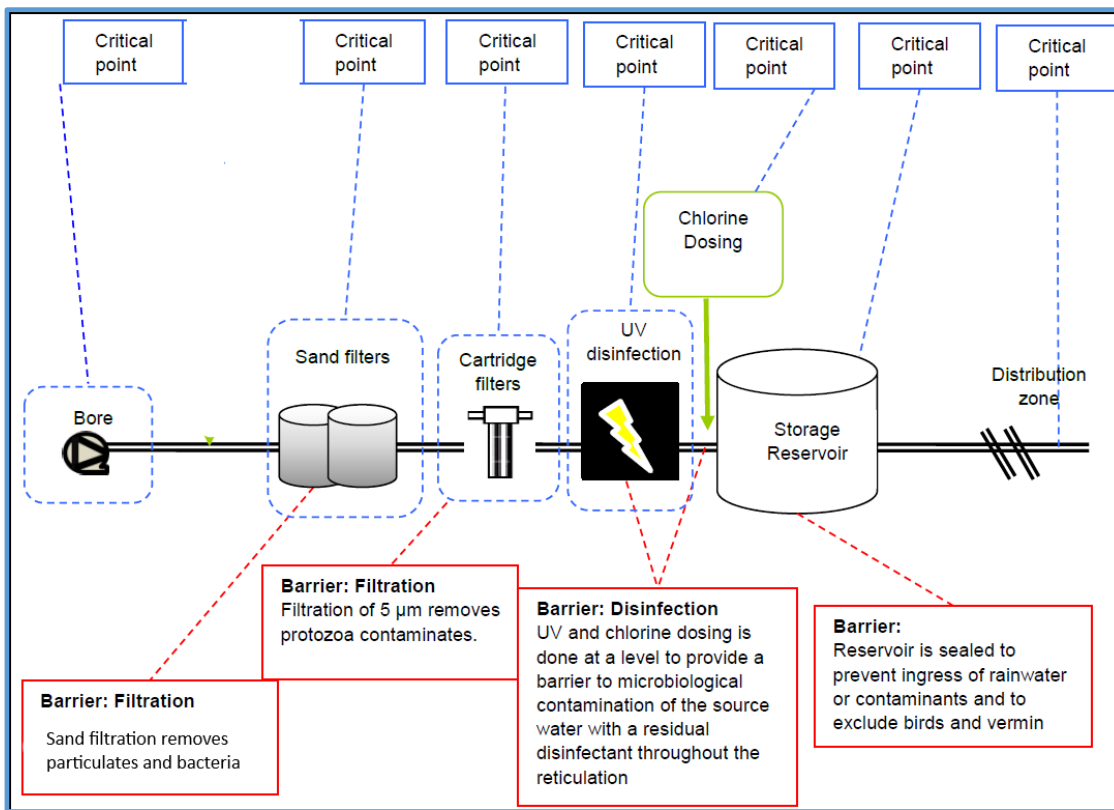 Critical
point
Critical
point
Critical
point
Critical
point
Critical
point
Critical
point
Critical
point
Chlorine
Dosing
Bore
Sand filters
Cartridge
filters
UV
disinfection
Storage
Reservoir
Distribution
zone
Barrier: Filtration
Sand filtration removes
particulates and bacteria
Barrier: Filtration
Filtration of 5 µm removes
protozoa contaminates.
Barrier: Disinfection
UV and chlorine dosing is
done at a level to provide a
barrier to microbiological
contamination of the source
water with a residual
disinfectant throughout the
reticulation
Barrier:
Reservoir is sealed to
prevent ingress of rainwater
or contaminants and to
exclude birds and vermin